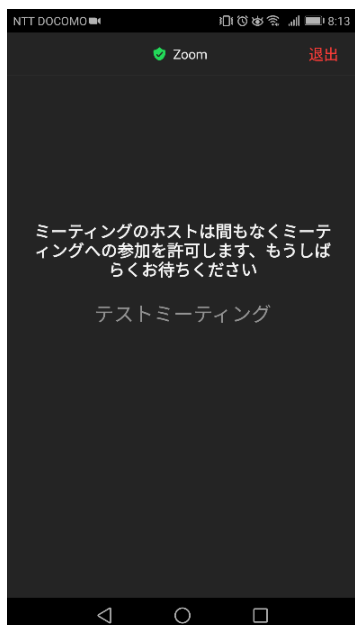 NTT DOCOMO 8:13
Zoom 退出
ミーティングのホストは間もなくミーテ
ィングへの参加を許可します、もうしば
らくお待ちください
テストミーティング